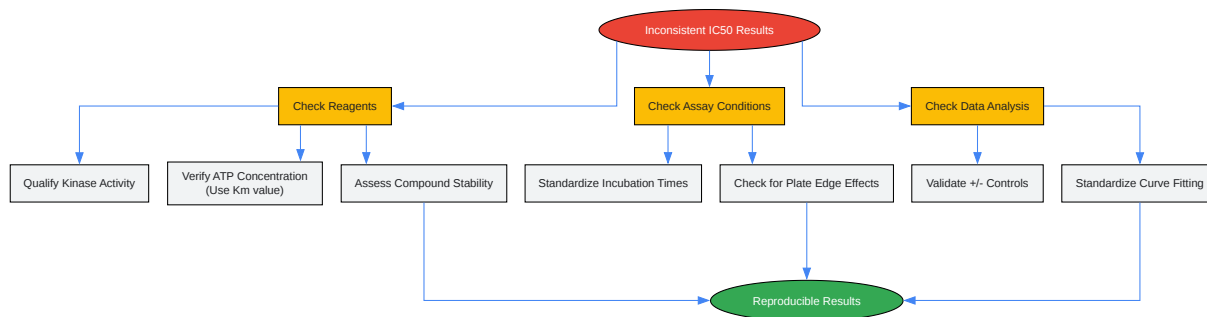 Inconsistent IC50 Results
Check Reagents
Check Assay Conditions
Check Data Analysis
Qualify Kinase Activity
Verify ATP Concentration
(Use Km value)
Assess Compound Stability
Standardize Incubation Times
Check for Plate Edge Effects
Validate +/- Controls
Standardize Curve Fitting
Reproducible Results